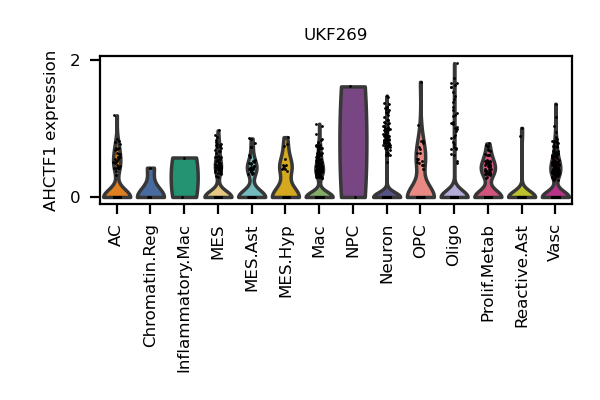 UKF269
AHCTF1 expression
2
0
AC
Chromatin.Reg
Inflammatory.Mac
MES
MES.Ast
MES.Hyp
Mac
NPC
Neuron
OPC
Oligo
Prolif.Metab
Reactive.Ast
Vasc